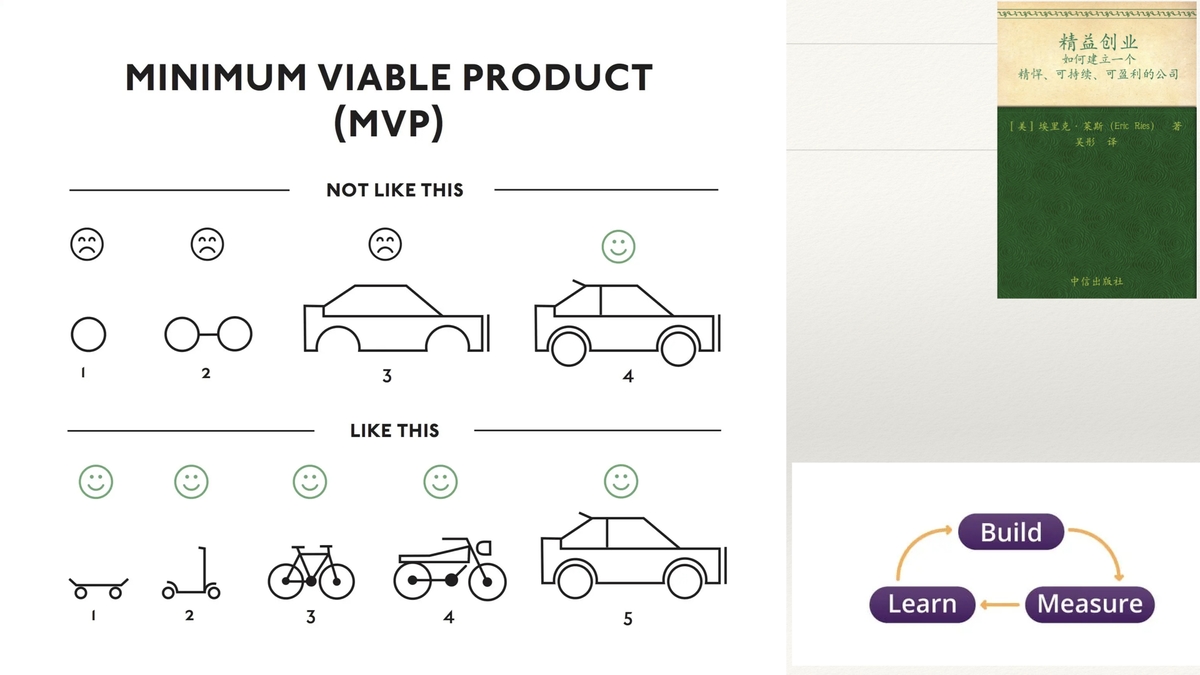 MINIMUM VIABLE PRODUCT
(MVP)
NOT LIKE THIS
1
2
3
4
LIKE THIS
1
2
3
4
5
精益创业
如何建立一个
精悍、可持续、可盈利的公司
[美] 埃里克·莱斯 (Eric Ries) 著
吴彤 译
中信出版社
Build
Learn
Measure